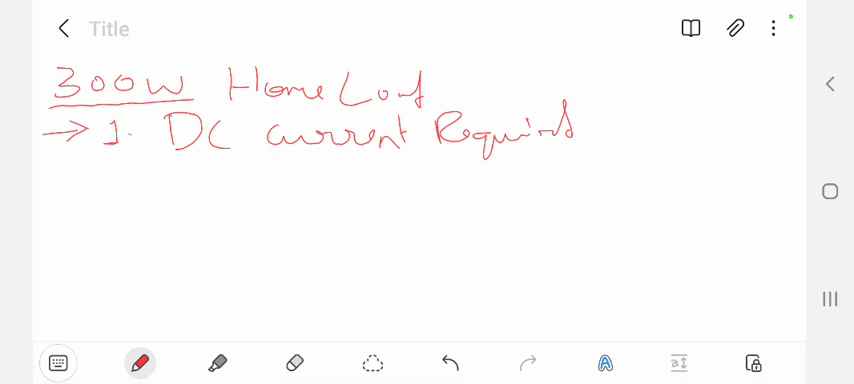 Title
300W Home Load
→ 1. DC current Required